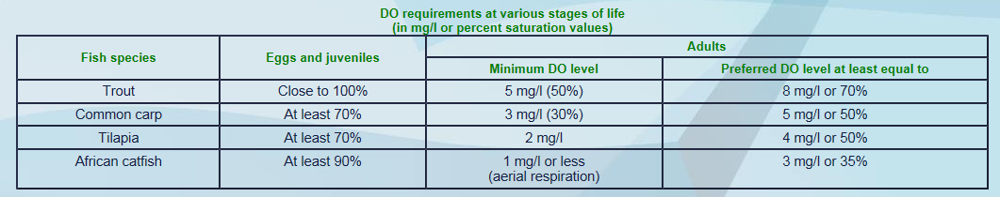 DO requirements at various stages of life
(in mg/l or percent saturation values)
Fish species Eggs and juveniles Adults
Minimum DO level Preferred DO level at least equal to
Trout Close to 100% 5 mg/l (50%) 8 mg/l or 70%
Common carp At least 70% 3 mg/l (30%) 5 mg/l or 50%
Tilapia At least 70% 2 mg/l 4 mg/l or 50%
African catfish At least 90% 1 mg/l or less 3 mg/l or 35%
(aerial respiration)